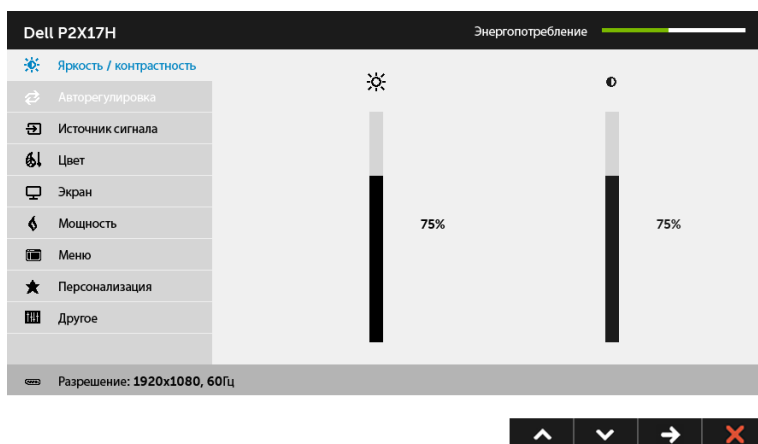 Dell P2X17H
Энергопотребление
Яркость / контрастность
Авторегулировка
Источник сигнала
Цвет
Экран
75%
75%
Мощность
Меню
Персонализация
Другое
Разрешение: 1920x1080, 60Гц